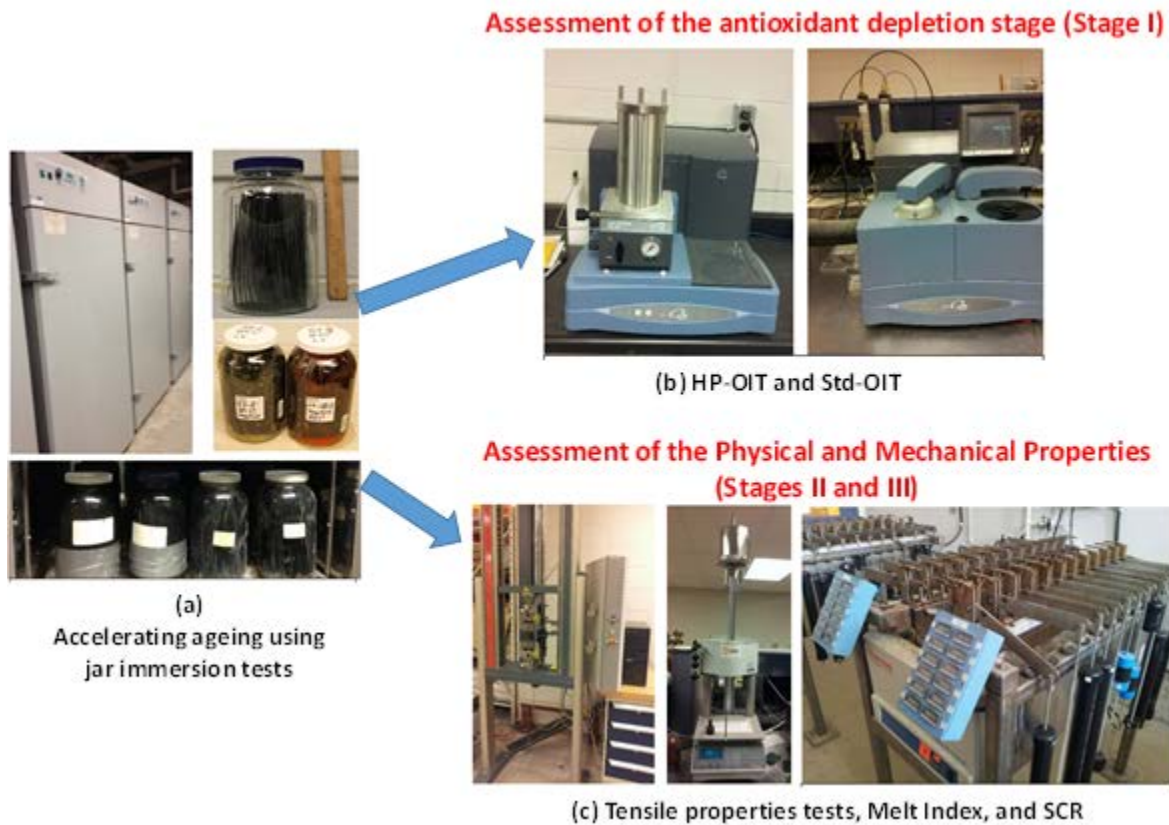 Assessment of the antioxidant depletion stage (Stage I)
(b) HP-OIT and Std-OIT
Assessment of the Physical and Mechanical Properties
(Stages II and III)
(a)
Accelerating ageing using
jar immersion tests
(c) Tensile properties tests, Melt Index, and SCR